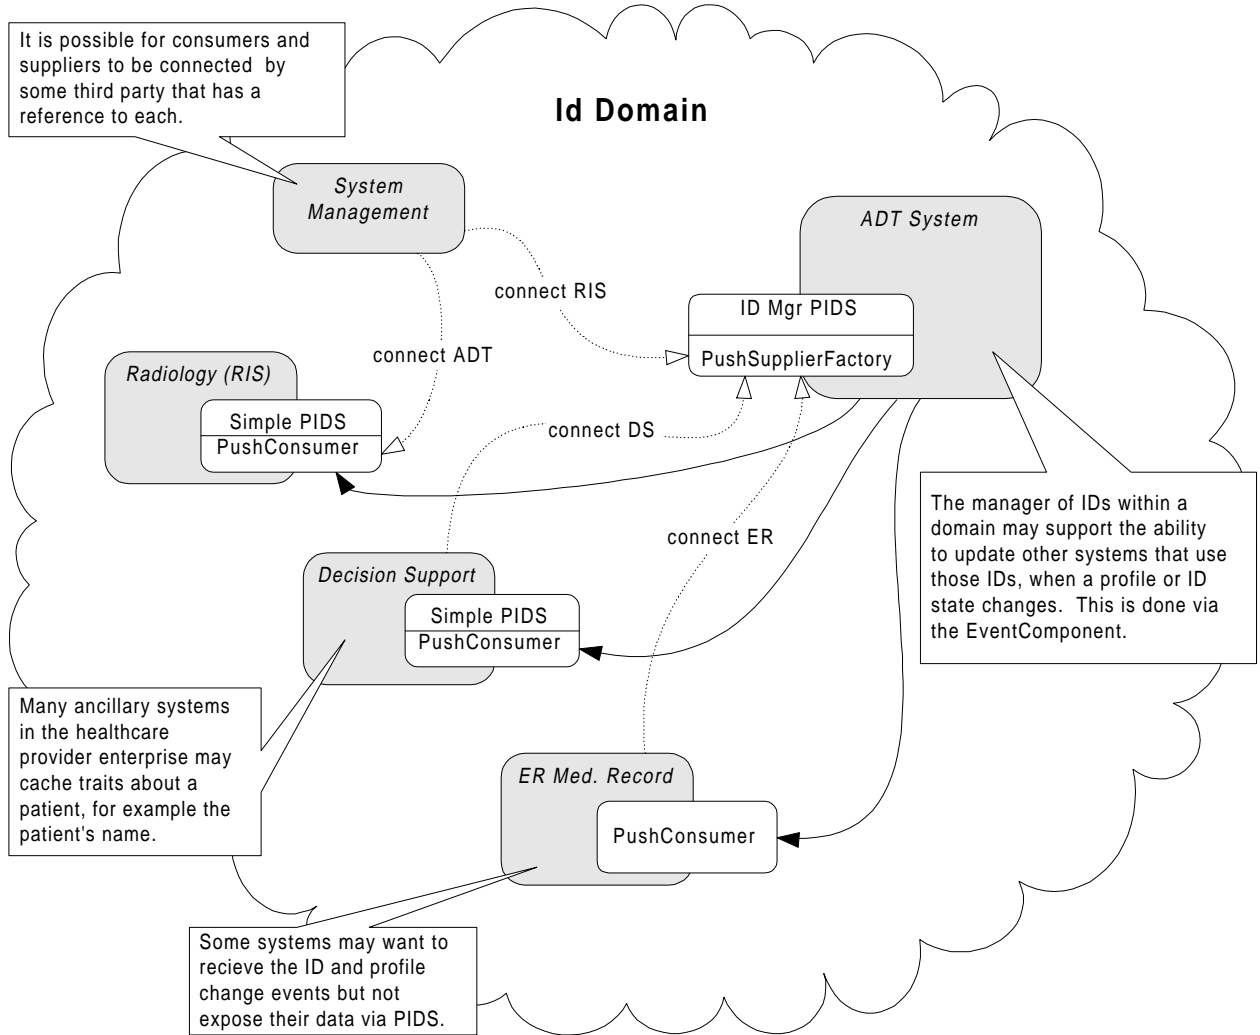 It is possible for consumers and
suppliers to be connected by
some third party that has a
reference to each.
Id Domain
System
Management
ADT System
connect RIS
ID Mgr PIDS
PushSupplierFactory
connect ADT
Radiology (RIS)
Simple PIDS
PushConsumer
connect DS
The manager of IDs within a
domain may support the ability
to update other systems that use
those IDs, when a profile or ID
state changes. This is done via
the EventComponent.
connect ER
Decision Support
Simple PIDS
PushConsumer
Many ancillary systems
in the healthcare
provider enterprise may
cache traits about a
patient, for example the
patient's name.
ER Med. Record
PushConsumer
Some systems may want to
recieve the ID and profile
change events but not
expose their data via PIDS.